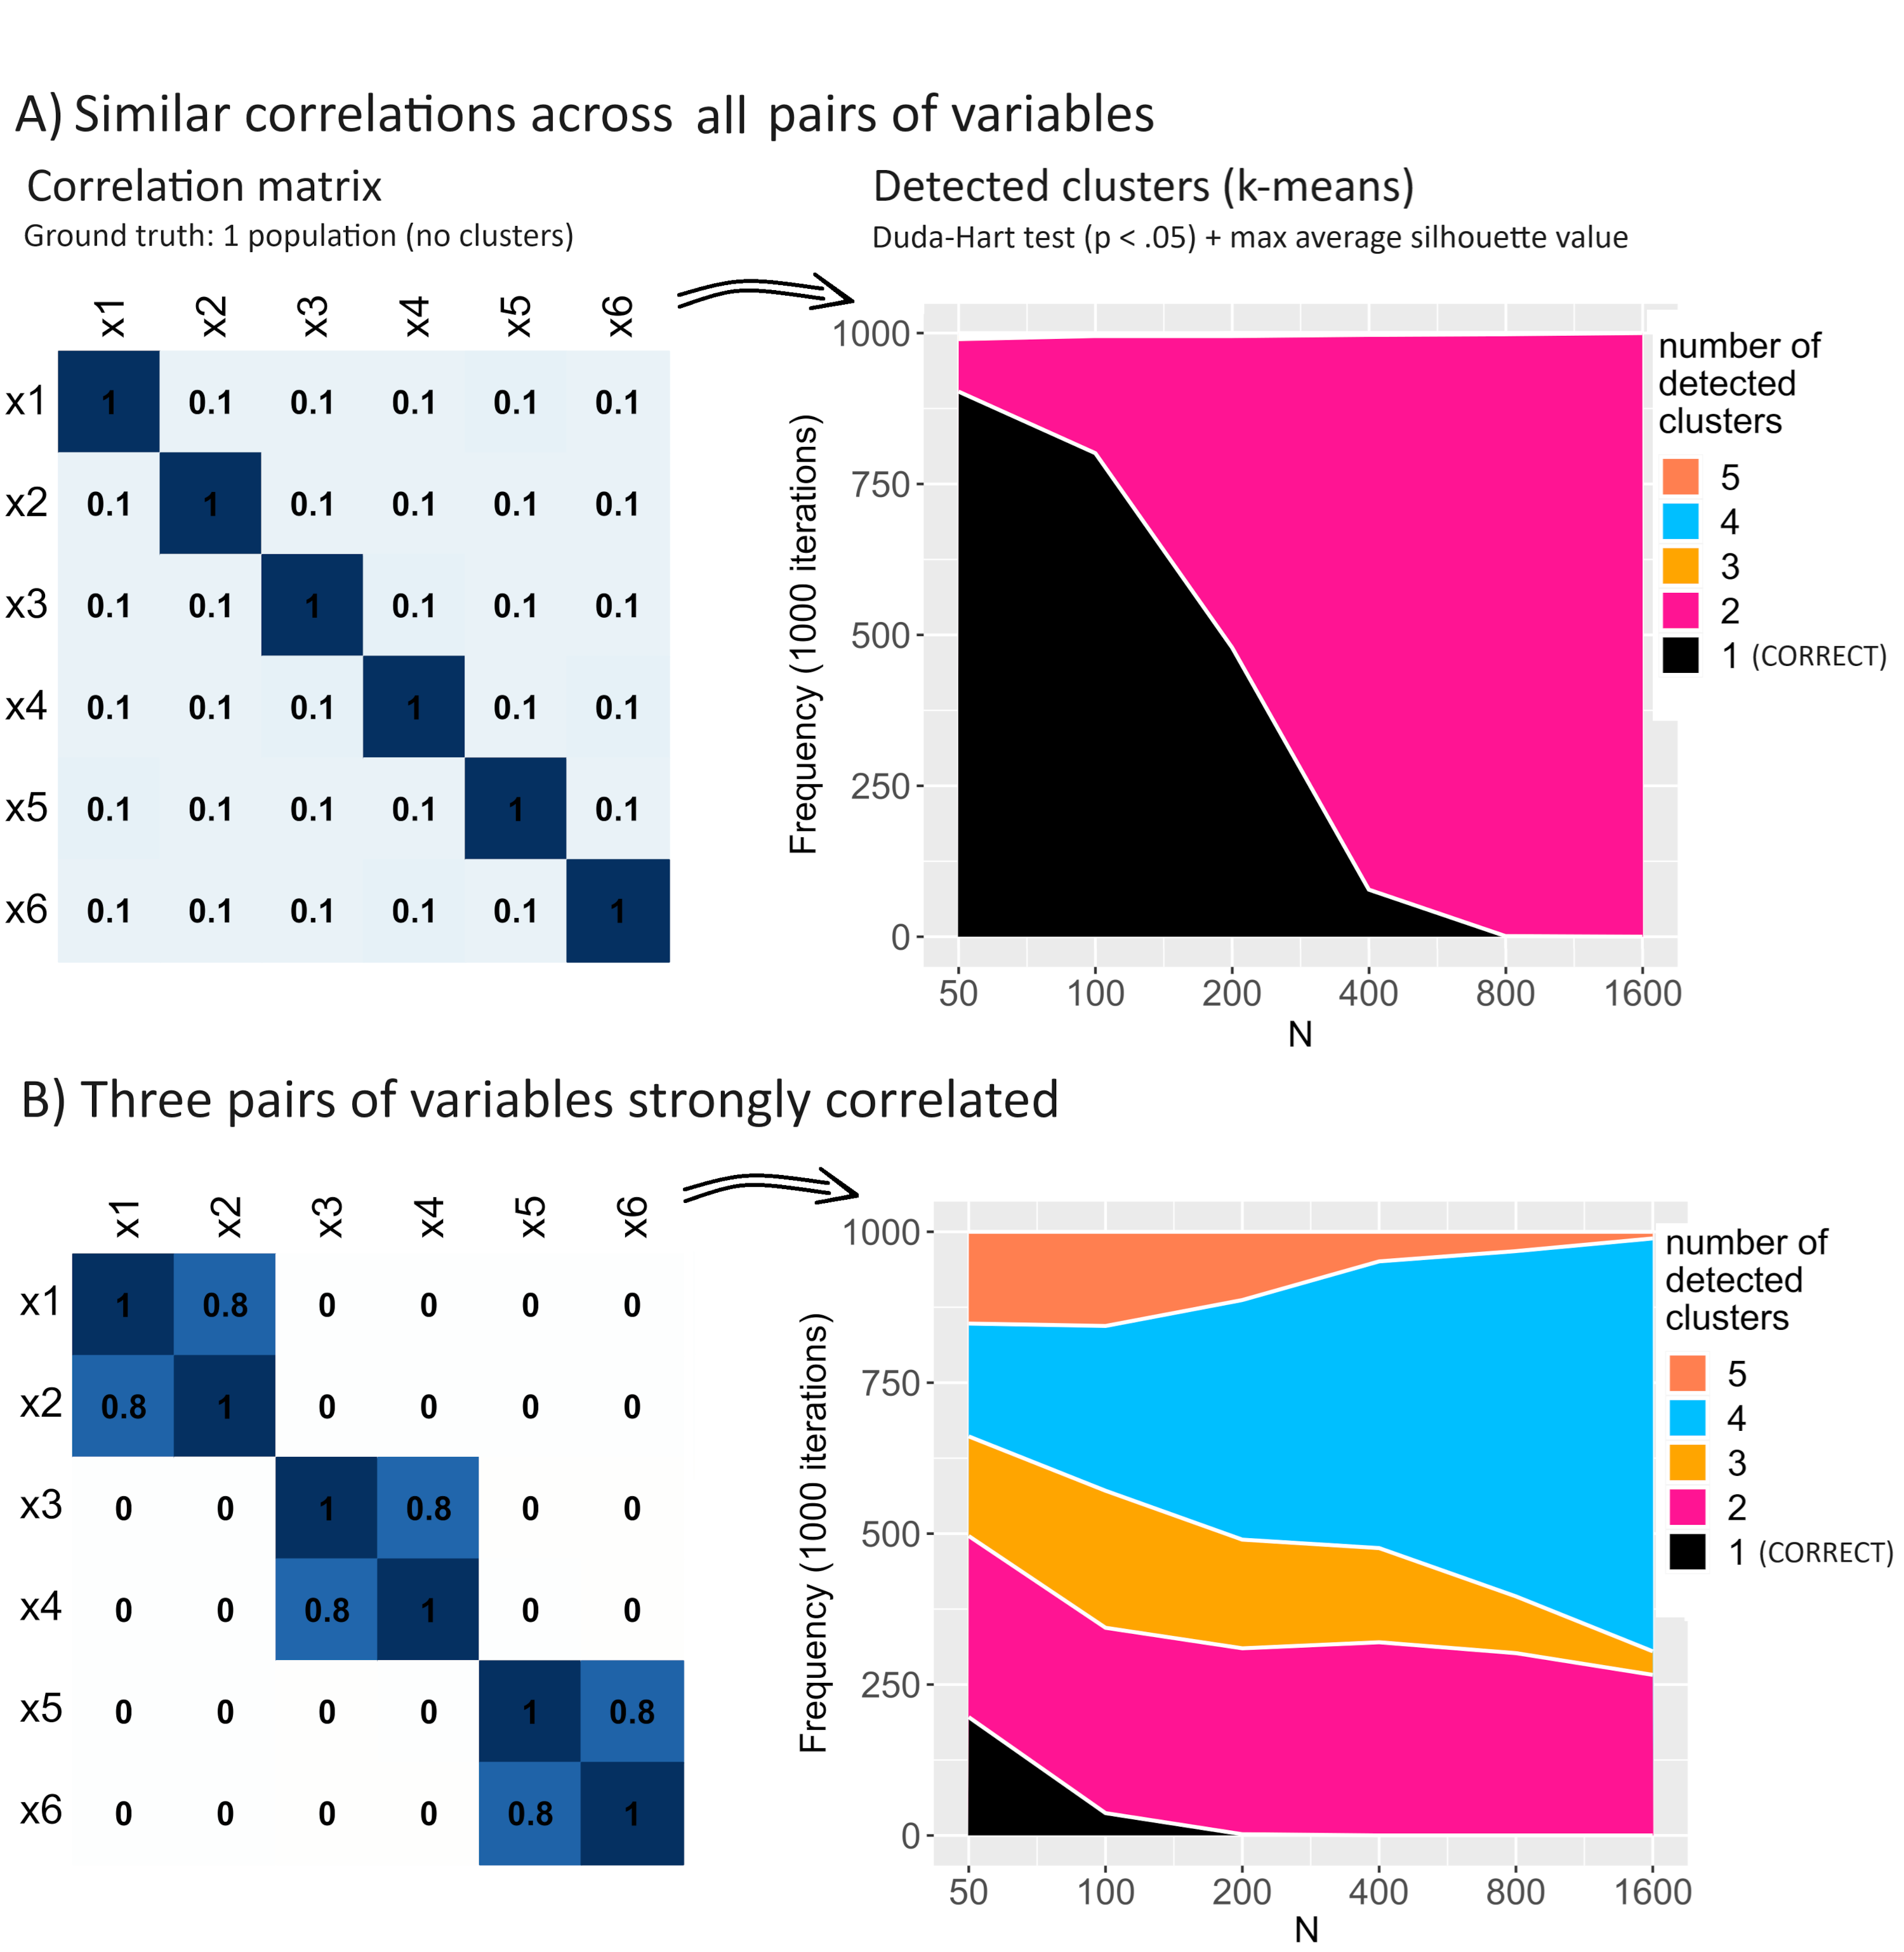 A) Similar correlations across all pairs of variables
Correlation matrix
Ground truth: 1 population (no clusters)
x1 x2 x3 x4 x5 x6
x1 1 0.1 0.1 0.1 0.1 0.1
x2 0.1 1 0.1 0.1 0.1 0.1
x3 0.1 0.1 1 0.1 0.1 0.1
x4 0.1 0.1 0.1 1 0.1 0.1
x5 0.1 0.1 0.1 0.1 1 0.1
x6 0.1 0.1 0.1 0.1 0.1 1
Detected clusters (k-means)
Duda-Hart test (p < .05) + max average silhouette value
Frequency (1000 iterations)
1000
750
500
250
0
50 100 200 400 800 1600
N
number of
detected
clusters
5
4
3
2
1 (CORRECT)
B) Three pairs of variables strongly correlated
x1 x2 x3 x4 x5 x6
x1 1 0.8 0 0 0 0
x2 0.8 1 0 0 0 0
x3 0 0 1 0.8 0 0
x4 0 0 0.8 1 0 0
x5 0 0 0 0 1 0.8
x6 0 0 0 0 0.8 1
Frequency (1000 iterations)
1000
750
500
250
0
50 100 200 400 800 1600
N
number of
detected
clusters
5
4
3
2
1 (CORRECT)